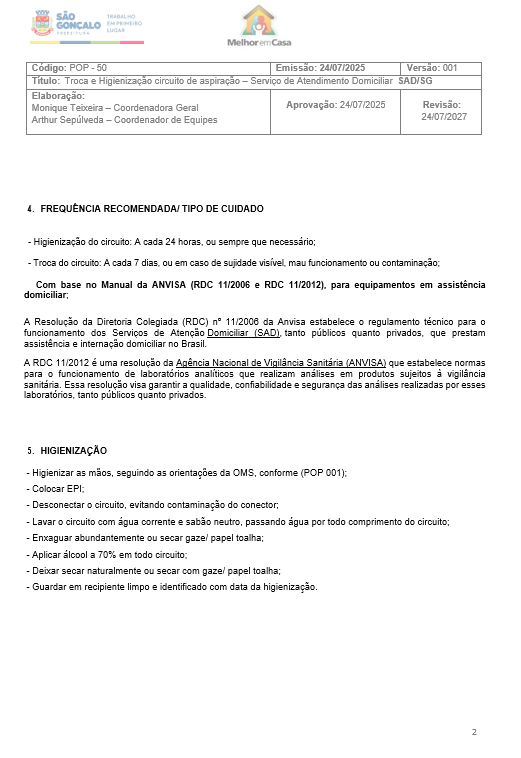 SÃO
GONÇALO
PREFEITURA
TRABALHO
EM PRIMEIRO
LUGAR
Melhor em Casa
Código: POP - 50
Emissão: 24/07/2025
Versão: 001
Título: Troca e Higienização circuito de aspiração – Serviço de Atendimento Domiciliar SAD/SG
Elaboração:
Monique Teixeira – Coordenadora Geral
Arthur Sepúlveda – Coordenador de Equipes
Aprovação: 24/07/2025
Revisão:
24/07/2027
4. FREQUÊNCIA RECOMENDADA/ TIPO DE CUIDADO
- Higienização do circuito: A cada 24 horas, ou sempre que necessário;
- Troca do circuito: A cada 7 dias, ou em caso de sujidade visível, mau funcionamento ou contaminação;
Com base no Manual da ANVISA (RDC 11/2006 e RDC 11/2012), para equipamentos em assistência
domiciliar;
A Resolução da Diretoria Colegiada (RDC) nº 11/2006 da Anvisa estabelece o regulamento técnico para o
funcionamento dos Serviços de Atenção Domiciliar (SAD), tanto públicos quanto privados, que prestam
assistência e internação domiciliar no Brasil.
A RDC 11/2012 é uma resolução da Agência Nacional de Vigilância Sanitária (ANVISA) que estabelece normas
para o funcionamento de laboratórios analíticos que realizam análises em produtos sujeitos à vigilância
sanitária. Essa resolução visa garantir a qualidade, confiabilidade e segurança das análises realizadas por esses
laboratórios, tanto públicos quanto privados.
5. HIGIENIZAÇÃO
- Higienizar as mãos, seguindo as orientações da OMS, conforme (POP 001);
- Colocar EPI;
- Desconectar o circuito, evitando contaminação do conector;
- Lavar o circuito com água corrente e sabão neutro, passando água por todo comprimento do circuito;
- Enxaguar abundantemente ou secar gaze/ papel toalha;
- Aplicar álcool a 70% em todo circuito;
- Deixar secar naturalmente ou secar com gaze/ papel toalha;
- Guardar em recipiente limpo e identificado com data da higienização.
2